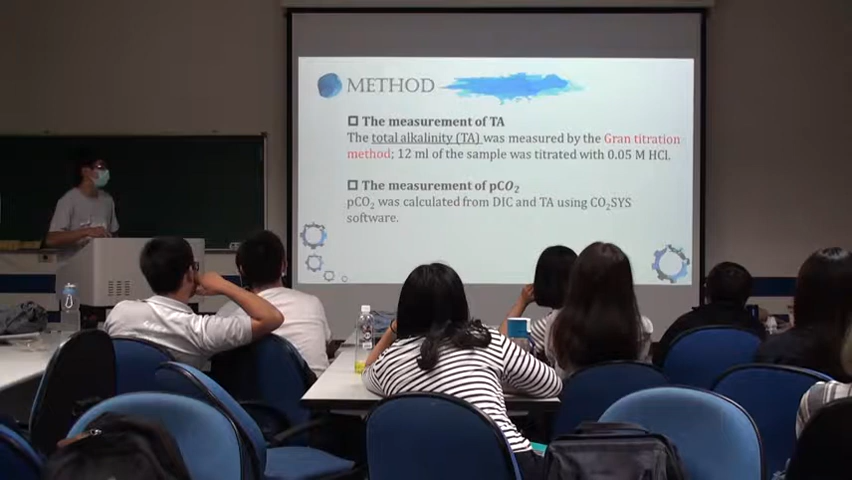 METHOD
The measurement of TA
The total alkalinity (TA) was measured by the Gran titration
method; 12 ml of the sample was titrated with 0.05 M HCl.
The measurement of pCO₂
pCO₂ was calculated from DIC and TA using CO₂SYS
software.